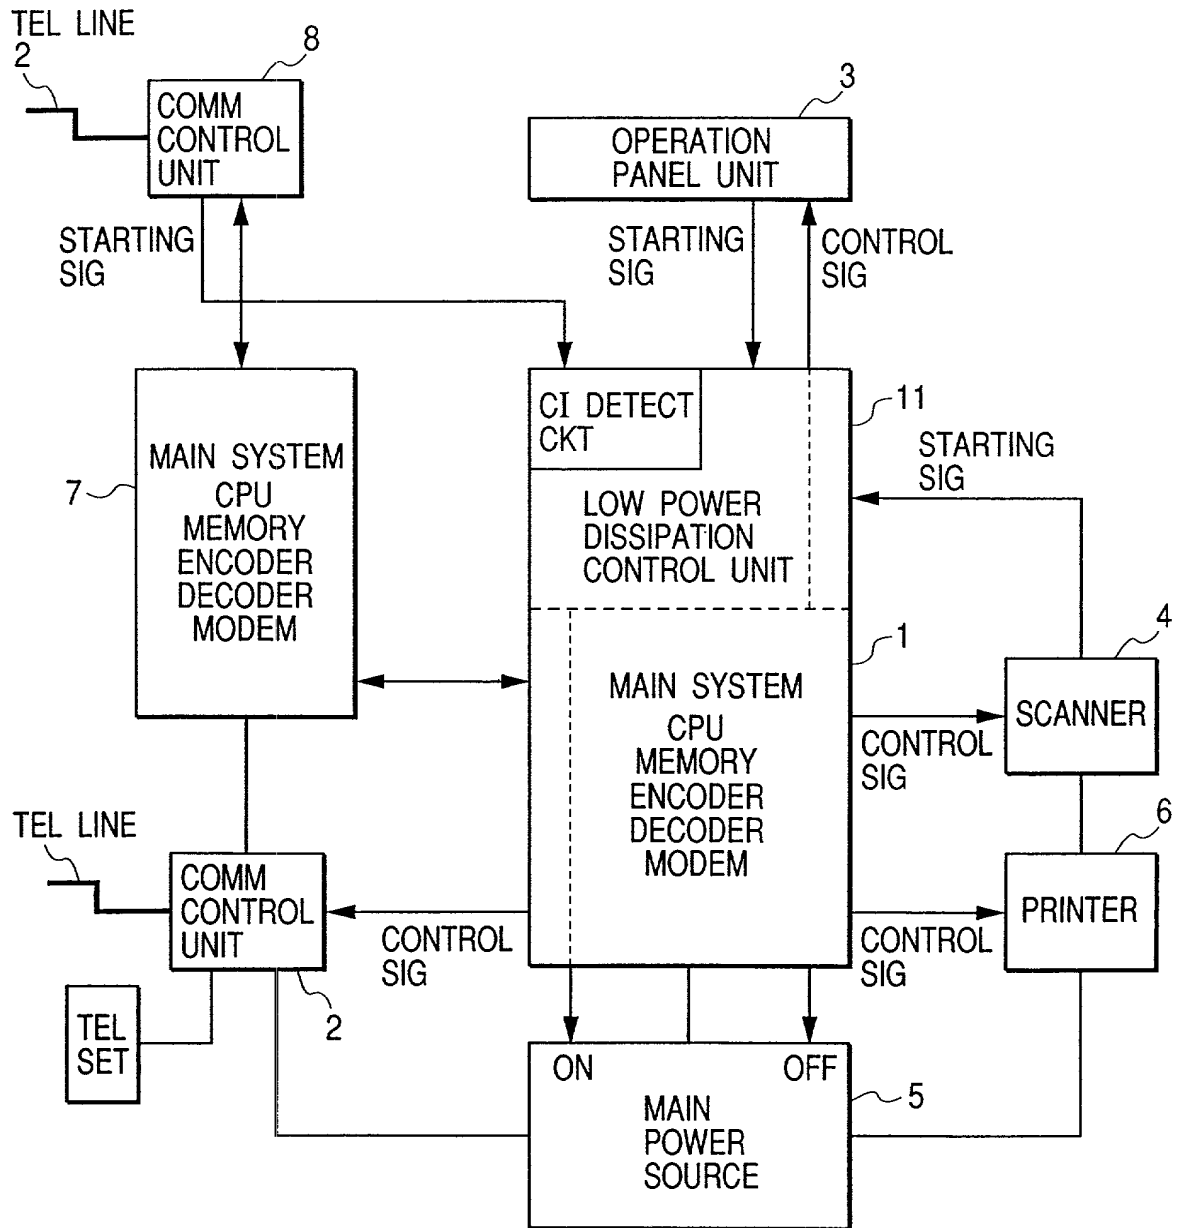 TEL LINE
2
8
COMM
CONTROL
UNIT
3
OPERATION
PANEL UNIT
STARTING
SIG
STARTING
SIG
CONTROL
SIG
CI DETECT
CKT
11
STARTING
SIG
LOW POWER
DISSIPATION
CONTROL UNIT
7
MAIN SYSTEM
CPU
MEMORY
ENCODER
DECODER
MODEM
1
MAIN SYSTEM
CPU
MEMORY
ENCODER
DECODER
MODEM
4
SCANNER
CONTROL
SIG
TEL LINE
COMM
CONTROL
UNIT
2
CONTROL
SIG
6
PRINTER
CONTROL
SIG
TEL
SET
ON
OFF
5
MAIN
POWER
SOURCE